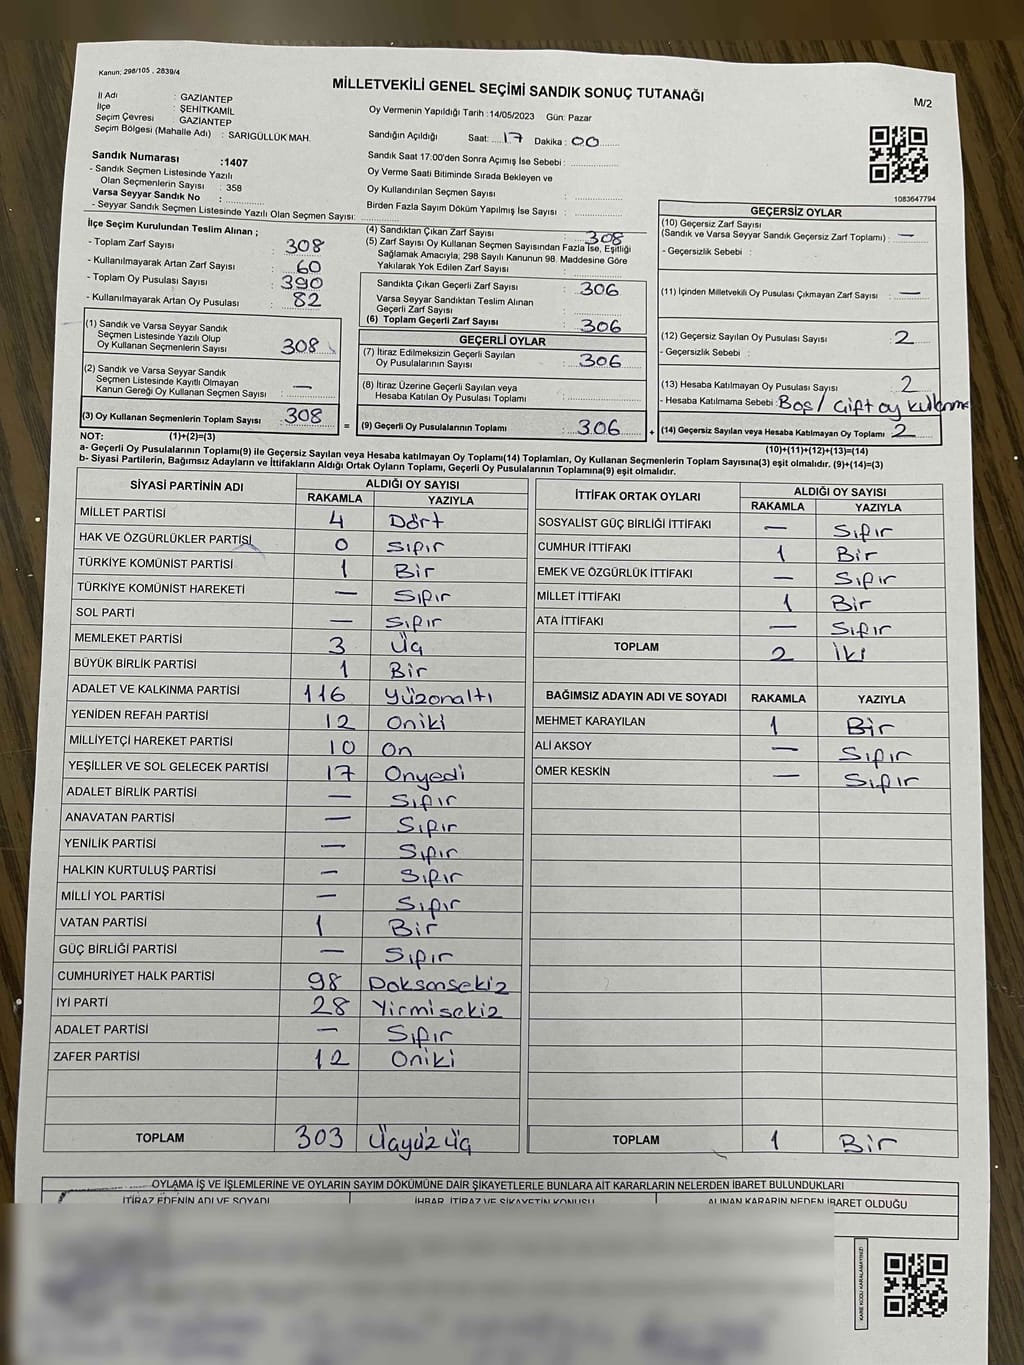 Kanun; 298/105 , 2839/4
MİLLETVEKİLİ GENEL SEÇİMİ SANDIK SONUÇ TUTANAĞI
M/2
İl Adı : GAZİANTEP
İlçe : ŞEHİTKAMİL
Seçim Çevresi : GAZİANTEP
Seçim Bölgesi (Mahalle Adı) : SARIGÜLLÜK MAH.
Sandık Numarası :1407
- Sandık Seçmen Listesinde Yazılı
Olan Seçmenlerin Sayısı : 358
Varsa Seyyar Sandık No :
- Seyyar Sandık Seçmen Listesinde Yazılı Olan Seçmen Sayısı:
Oy Vermenin Yapıldığı Tarih :14/05/2023 Gün: Pazar
Sandığın Açıldığı Saat: 17 Dakika: 00
Sandık Saat 17:00'den Sonra Açımış İse Sebebi :
Oy Verme Saati Bitiminde Sırada Bekleyen ve
Oy Kullandırılan Seçmen Sayısı :
Birden Fazla Sayım Döküm Yapılmış İse Sayısı :
1083647794
İlçe Seçim Kurulundan Teslim Alınan ;
- Toplam Zarf Sayısı : 308
- Kullanılmayarak Artan Zarf Sayısı : 60
- Toplam Oy Pusulası Sayısı : 390
- Kullanılmayarak Artan Oy Pusulası : 82
(1) Sandık ve Varsa Seyyar Sandık
Seçmen Listesinde Yazılı Olup
Oy Kullanan Seçmenlerin Sayısı : 308
(2) Sandık ve Varsa Seyyar Sandık
Seçmen Listesinde Kayıtlı Olmayan
Kanun Gereği Oy Kullanan Seçmen Sayısı : —
(3) Oy Kullanan Seçmenlerin Toplam Sayısı : 308
(4) Sandıktan Çıkan Zarf Sayısı : 308
(5) Zarf Sayısı Oy Kullanan Seçmen Sayısından Fazla İse, Eşitliği
Sağlamak Amacıyla; 298 Sayılı Kanunun 98. Maddesine Göre
Yakılarak Yok Edilen Zarf Sayısı :
Sandıkta Çıkan Geçerli Zarf Sayısı : 306
Varsa Seyyar Sandıktan Teslim Alınan
Geçerli Zarf Sayısı :
(6) Toplam Geçerli Zarf Sayısı : 306
GEÇERLİ OYLAR
(7) İtiraz Edilmeksizin Geçerli Sayılan
Oy Pusulalarının Sayısı : 306
(8) İtiraz Üzerine Geçerli Sayılan veya
Hesaba Katılan Oy Pusulası Toplamı :
= (9) Geçerli Oy Pusulalarının Toplamı : 306
GEÇERSİZ OYLAR
(10) Geçersiz Zarf Sayısı
(Sandık ve Varsa Seyyar Sandık Geçersiz Zarf Toplamı) : —
- Geçersizlik Sebebi :
(11) İçinden Milletvekili Oy Pusulası Çıkmayan Zarf Sayısı : —
(12) Geçersiz Sayılan Oy Pusulası Sayısı : 2
- Geçersizlik Sebebi :
(13) Hesaba Katılmayan Oy Pusulası Sayısı : 2
- Hesaba Katılmama Sebebi : Boş / Çift oy kullanma
+ (14) Geçersiz Sayılan veya Hesaba Katılmayan Oy Toplamı : 2
NOT: (1)+(2)=(3)
(10)+(11)+(12)+(13)=(14)
a- Geçerli Oy Pusulalarının Toplamı(9) ile Geçersiz Sayılan veya Hesaba katılmayan Oy Toplamı(14) Toplamları, Oy Kullanan Seçmenlerin Toplam Sayısına(3) eşit olmalıdır. (9)+(14)=(3)
b- Siyasi Partilerin, Bağımsız Adayların ve İttifakların Aldığı Ortak Oyların Toplamı, Geçerli Oy Pusulalarının Toplamına(9) eşit olmalıdır.
SİYASİ PARTİNİN ADI ALDIĞI OY SAYISI
RAKAMLA YAZIYLA
MİLLET PARTİSİ 4 Dört
HAK VE ÖZGÜRLÜKLER PARTİSİ 0 Sıfır
TÜRKİYE KOMÜNİST PARTİSİ 1 Bir
TÜRKİYE KOMÜNİST HAREKETİ — Sıfır
SOL PARTİ — Sıfır
MEMLEKET PARTİSİ 3 Üç
BÜYÜK BİRLİK PARTİSİ 1 Bir
ADALET VE KALKINMA PARTİSİ 116 Yüzonaltı
YENİDEN REFAH PARTİSİ 12 Oniki
MİLLİYETÇİ HAREKET PARTİSİ 10 On
YEŞİLLER VE SOL GELECEK PARTİSİ 17 Onyedi
ADALET BİRLİK PARTİSİ — Sıfır
ANAVATAN PARTİSİ — Sıfır
YENİLİK PARTİSİ — Sıfır
HALKIN KURTULUŞ PARTİSİ — Sıfır
MİLLİ YOL PARTİSİ — Sıfır
VATAN PARTİSİ 1 Bir
GÜÇ BİRLİĞİ PARTİSİ — Sıfır
CUMHURİYET HALK PARTİSİ 98 Doksansekiz
İYİ PARTİ 28 Yirmisekiz
ADALET PARTİSİ — Sıfır
ZAFER PARTİSİ 12 Oniki
TOPLAM 303 Üçyüz üç
İTTİFAK ORTAK OYLARI ALDIĞI OY SAYISI
RAKAMLA YAZIYLA
SOSYALİST GÜÇ BİRLİĞİ İTTİFAKI — Sıfır
CUMHUR İTTİFAKI 1 Bir
EMEK VE ÖZGÜRLÜK İTTİFAKI — Sıfır
MİLLET İTTİFAKI 1 Bir
ATA İTTİFAKI — Sıfır
TOPLAM 2 İki
BAĞIMSIZ ADAYIN ADI VE SOYADI RAKAMLA YAZIYLA
MEHMET KARAYILAN 1 Bir
ALİ AKSOY — Sıfır
ÖMER KESKİN — Sıfır
TOPLAM 1 Bir
OYLAMA İŞ VE İŞLEMLERİNE VE OYLARIN SAYIM DÖKÜMÜNE DAİR ŞİKAYETLERLE BUNLARA AİT KARARLARIN NELERDEN İBARET BULUNDUKLARI
İTİRAZ EDENİN ADI VE SOYADI İHBAR, İTİRAZ VE ŞİKAYETİN KONUSU ALINAN KARARIN NEDEN İBARET OLDUĞU
KARE KODU KARALAMAYINIZ!